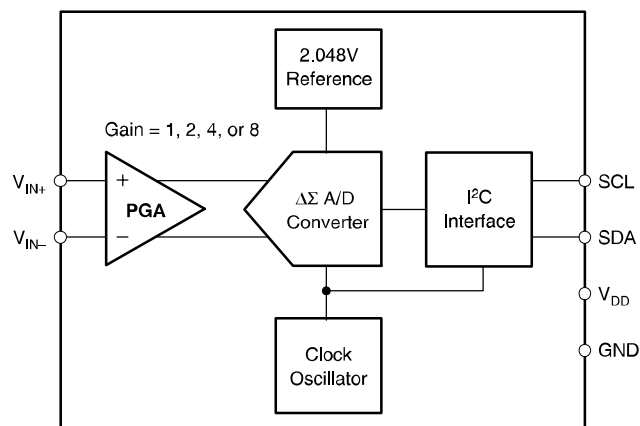 2.048V
Reference
Gain = 1, 2, 4, or 8
V_IN+
+
PGA
V_IN–
–
ΔΣ A/D
Converter
I²C
Interface
SCL
SDA
V_DD
GND
Clock
Oscillator